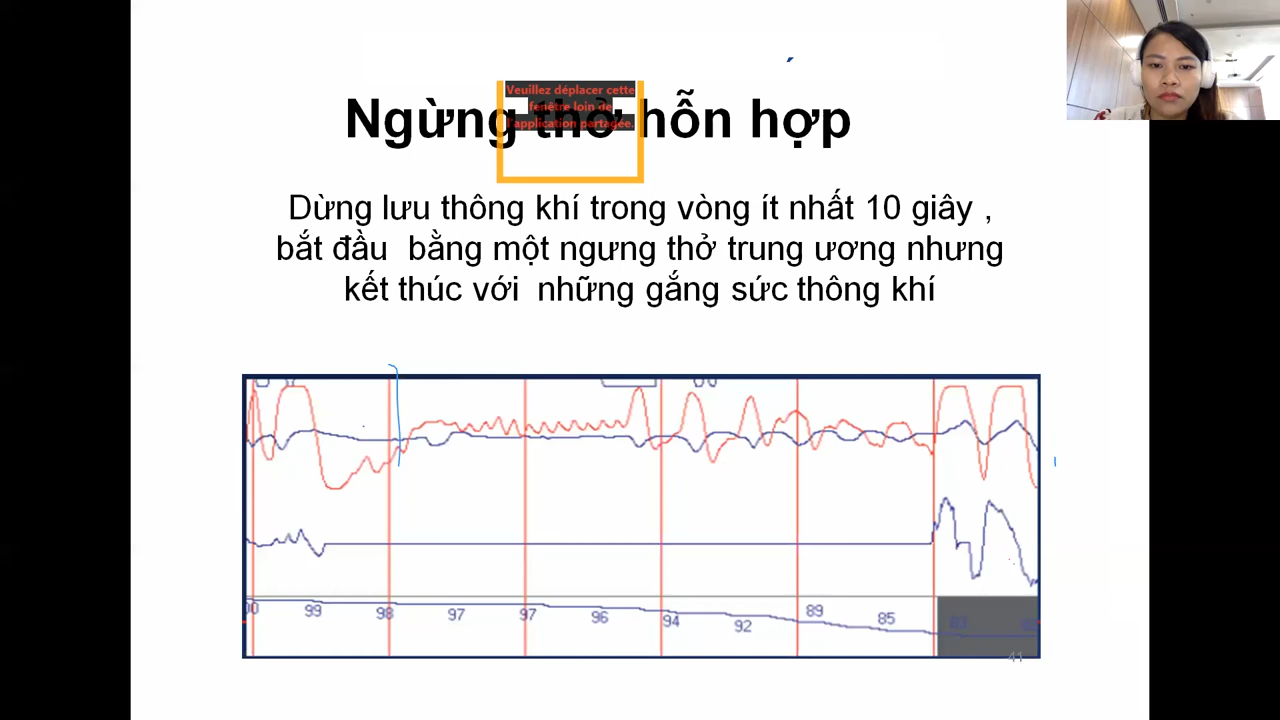 Veuillez déplacer cette
fenêtre loin de
l'application partagée.
Ngừng thở hỗn hợp
Dừng lưu thông khí trong vòng ít nhất 10 giây ,
bắt đầu bằng một ngưng thở trung ương nhưng
kết thúc với những gắng sức thông khí
99 98 97 97 96 94 92 89 85 83
41